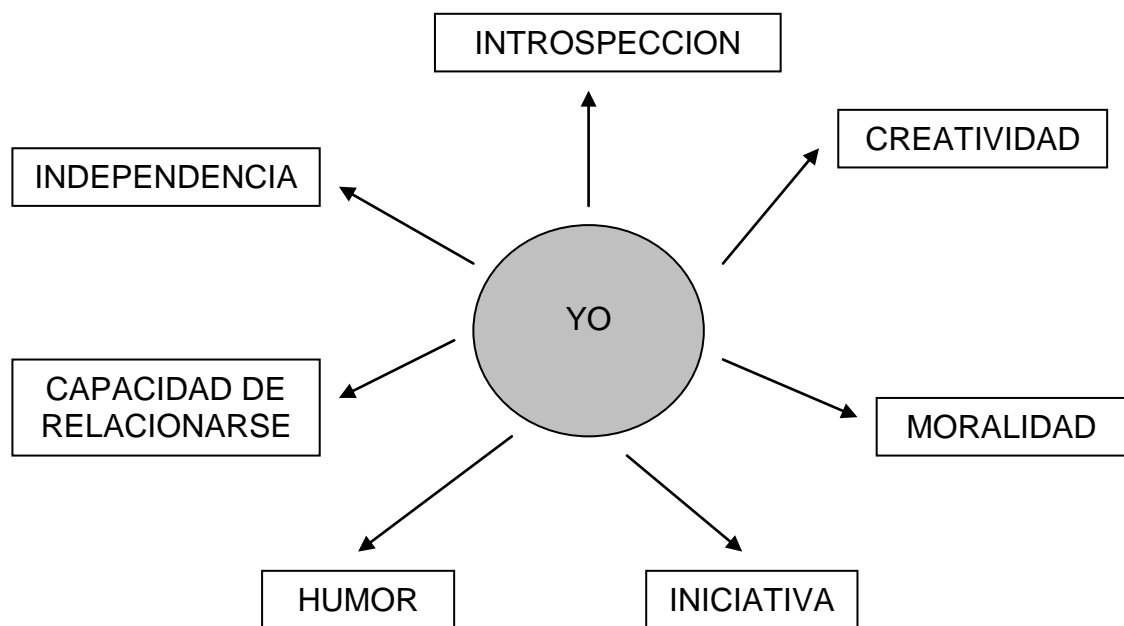 INTROSPECCION
CREATIVIDAD
INDEPENDENCIA
YO
CAPACIDAD DE
RELACIONARSE
MORALIDAD
HUMOR
INICIATIVA